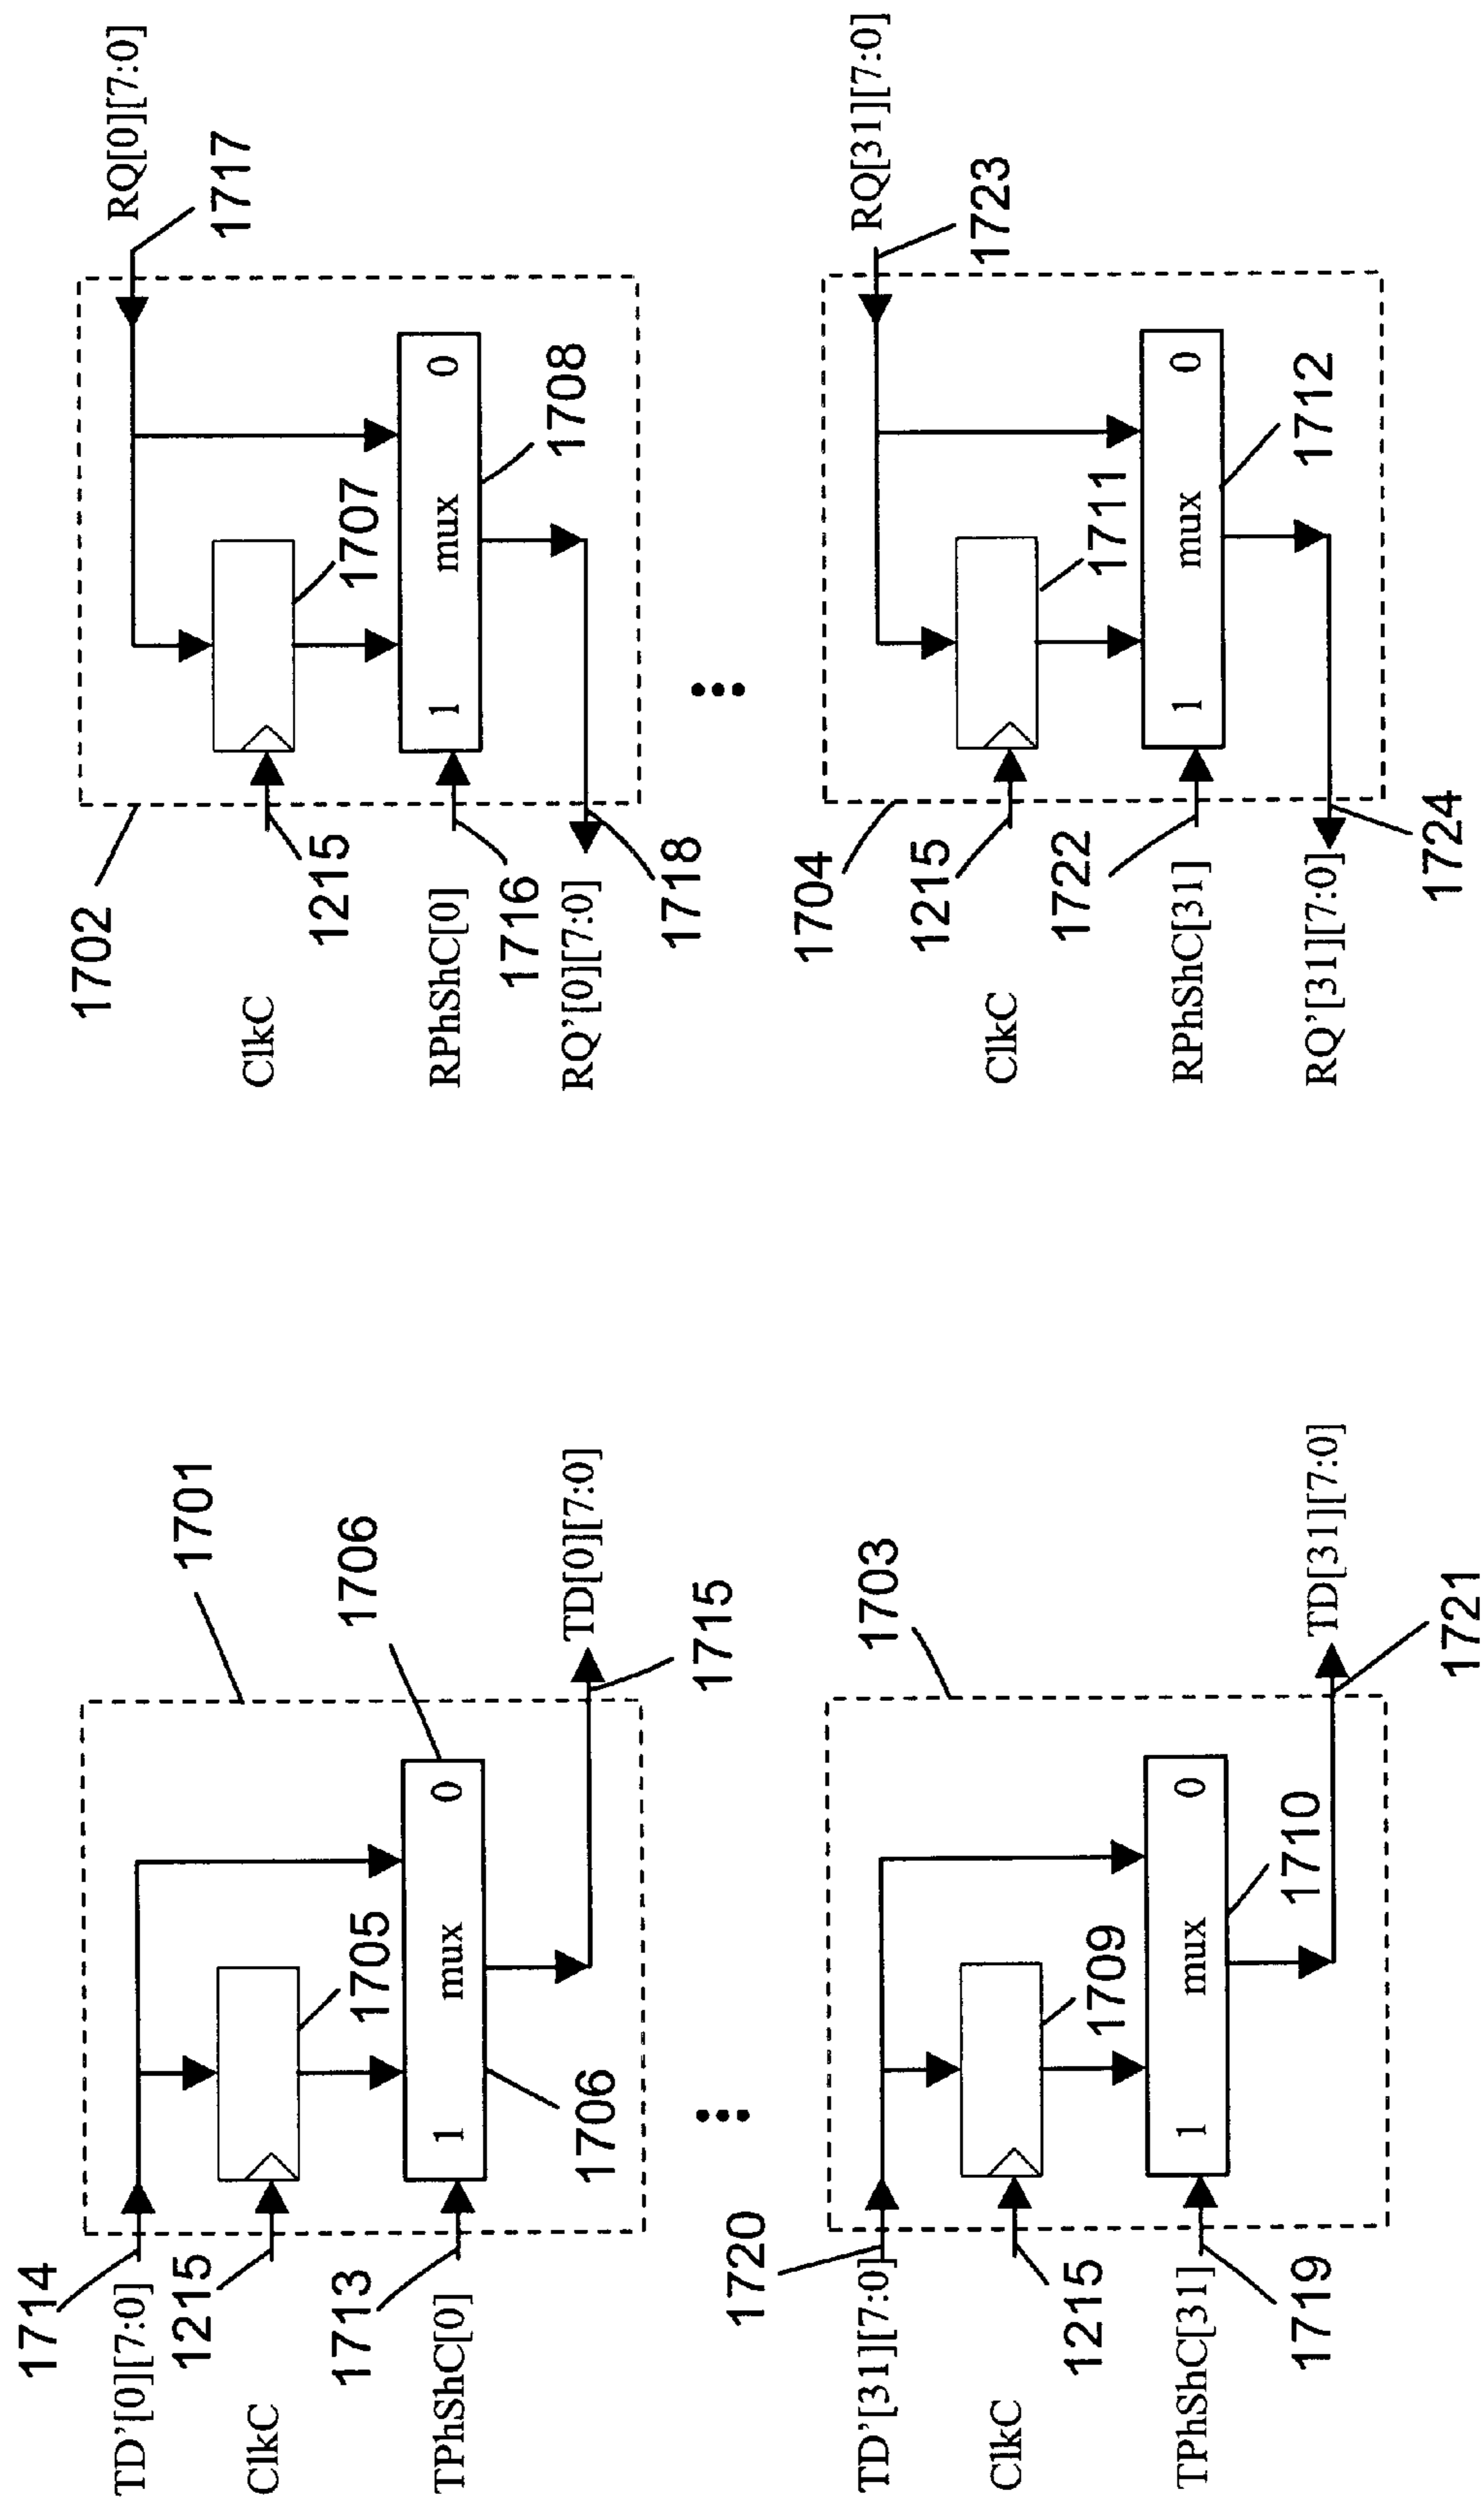 1714
TD’[0][7:0]
1215
ClkC
1713
TPhShC[0]
1701
1705
1706
mux
1
0
1706
TD[0][7:0]
1715
1702
1215
ClkC
RPhShC[0]
1716
RQ’[0][7:0]
1718
RQ[0][7:0]
1717
1707
1
mux
0
1708
1720
TD’[31][7:0]
ClkC
1215
TPhShC[31]
1719
1703
1709
1
mux
0
1710
TD[31][7:0]
1721
1704
1215
ClkC
1722
RPhShC[31]
RQ’[31][7:0]
1724
RQ[31][7:0]
1723
1711
1
mux
0
1712